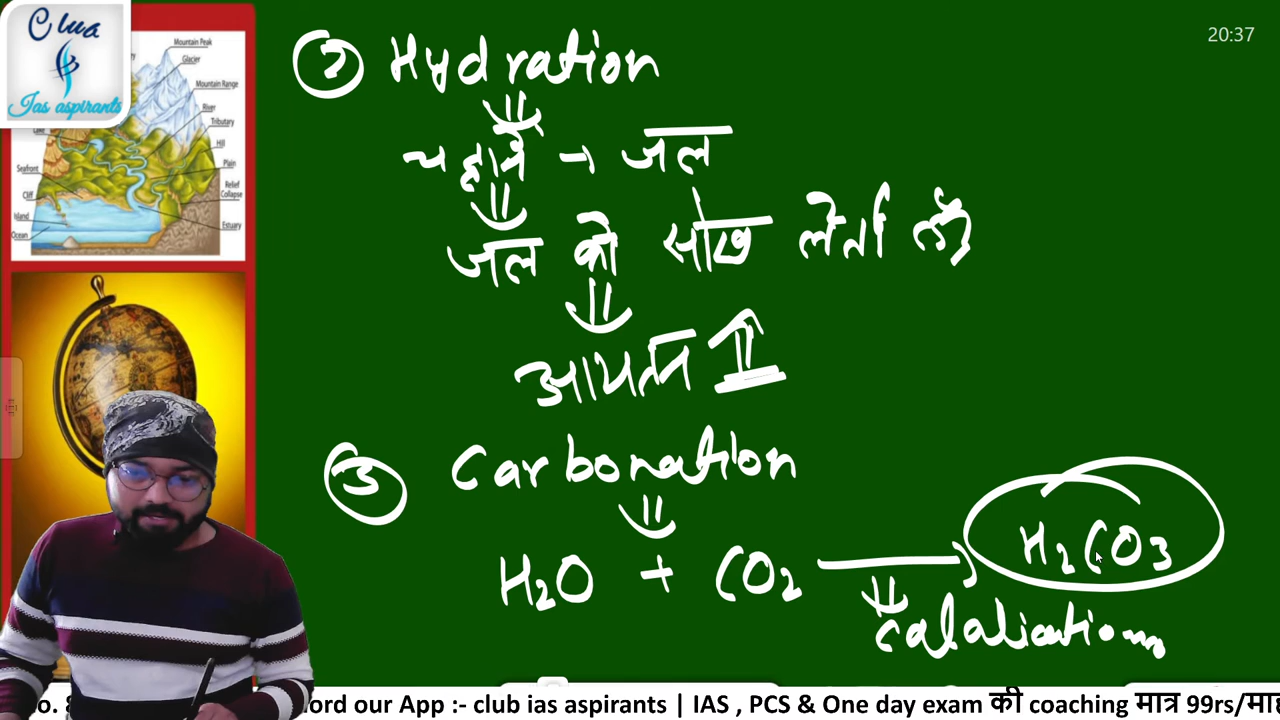 Clua
Ias aspirants
20:37
Mountain Peak
Glacier
Mountain Range
River
Tributary
Hill
Plain
Relief
Collapse
Estuary
Lake
Seafront
Cliff
Island
Ocean
② Hydration
चट्टाने → जल
जल को सोख लेती हैं
आयतन ⇑
③ Carbonation
H₂O + CO₂ → H₂CO₃
ord our App :- club ias aspirants | IAS , PCS & One day exam की coaching मात्र 99rs/माह